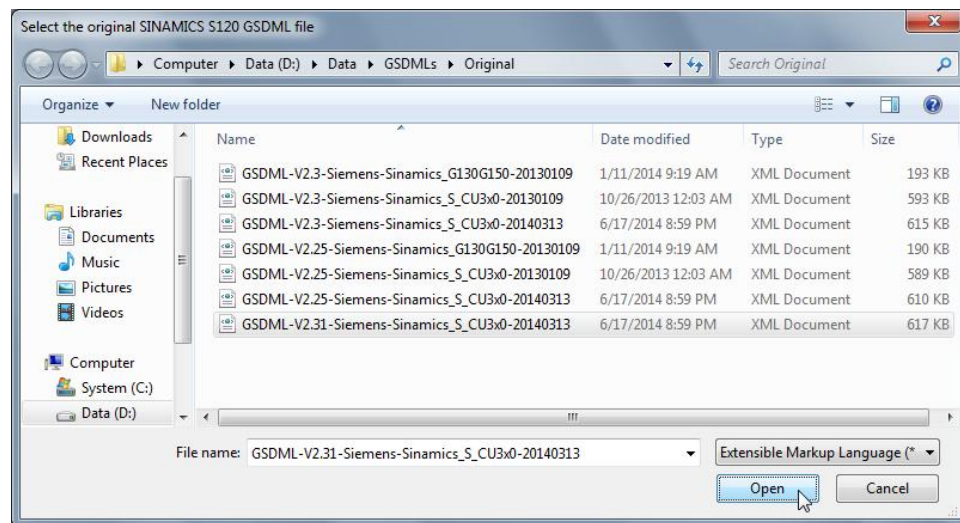 Select the original SINAMICS S120 GSDML file
Computer Data (D:) Data GSDMLs Original Search Original
Organize New folder
Name Date modified Type Size
Downloads
Recent Places
Libraries
Documents
Music
Pictures
Videos
Computer
System (C:)
Data (D:)
GSDML-V2.3-Siemens-Sinamics_G130G150-20130109 1/11/2014 9:19 AM XML Document 193 KB
GSDML-V2.3-Siemens-Sinamics_S_CU3x0-20130109 10/26/2013 12:03 AM XML Document 593 KB
GSDML-V2.3-Siemens-Sinamics_S_CU3x0-20140313 6/17/2014 8:59 PM XML Document 615 KB
GSDML-V2.25-Siemens-Sinamics_G130G150-20130109 1/11/2014 9:19 AM XML Document 190 KB
GSDML-V2.25-Siemens-Sinamics_S_CU3x0-20130109 10/26/2013 12:03 AM XML Document 589 KB
GSDML-V2.25-Siemens-Sinamics_S_CU3x0-20140313 6/17/2014 8:59 PM XML Document 610 KB
GSDML-V2.31-Siemens-Sinamics_S_CU3x0-20140313 6/17/2014 8:59 PM XML Document 617 KB
File name: GSDML-V2.31-Siemens-Sinamics_S_CU3x0-20140313 Extensible Markup Language (*
Open Cancel